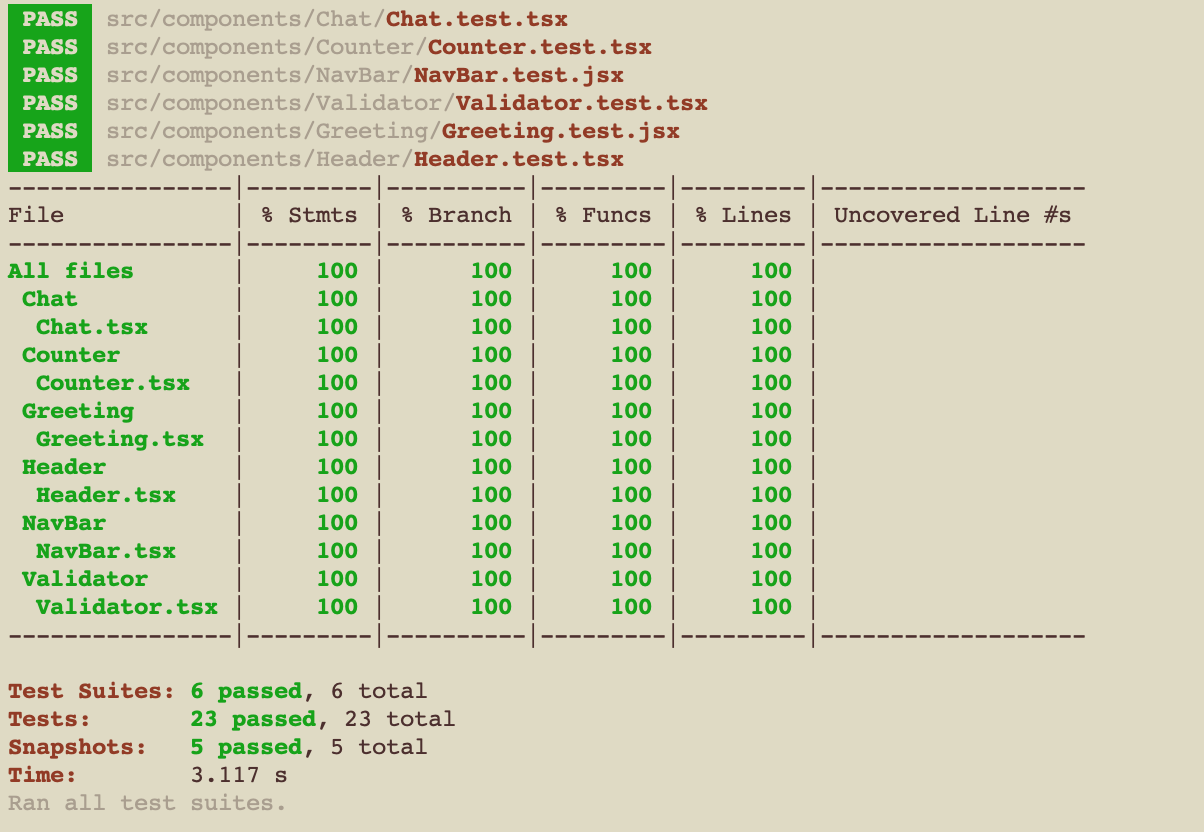 PASS src/components/Chat/Chat.test.tsx
PASS src/components/Counter/Counter.test.tsx
PASS src/components/NavBar/NavBar.test.jsx
PASS src/components/Validator/Validator.test.tsx
PASS src/components/Greeting/Greeting.test.jsx
PASS src/components/Header/Header.test.tsx
----------------|---------|----------|---------|---------|-------------------
File            | % Stmts | % Branch | % Funcs | % Lines | Uncovered Line #s
----------------|---------|----------|---------|---------|-------------------
All files       |     100 |      100 |     100 |     100 |
 Chat           |     100 |      100 |     100 |     100 |
  Chat.tsx      |     100 |      100 |     100 |     100 |
 Counter        |     100 |      100 |     100 |     100 |
  Counter.tsx   |     100 |      100 |     100 |     100 |
 Greeting       |     100 |      100 |     100 |     100 |
  Greeting.tsx  |     100 |      100 |     100 |     100 |
 Header         |     100 |      100 |     100 |     100 |
  Header.tsx    |     100 |      100 |     100 |     100 |
 NavBar         |     100 |      100 |     100 |     100 |
  NavBar.tsx    |     100 |      100 |     100 |     100 |
 Validator      |     100 |      100 |     100 |     100 |
  Validator.tsx |     100 |      100 |     100 |     100 |
----------------|---------|----------|---------|---------|-------------------
Test Suites: 6 passed, 6 total
Tests:       23 passed, 23 total
Snapshots:   5 passed, 5 total
Time:        3.117 s
Ran all test suites.